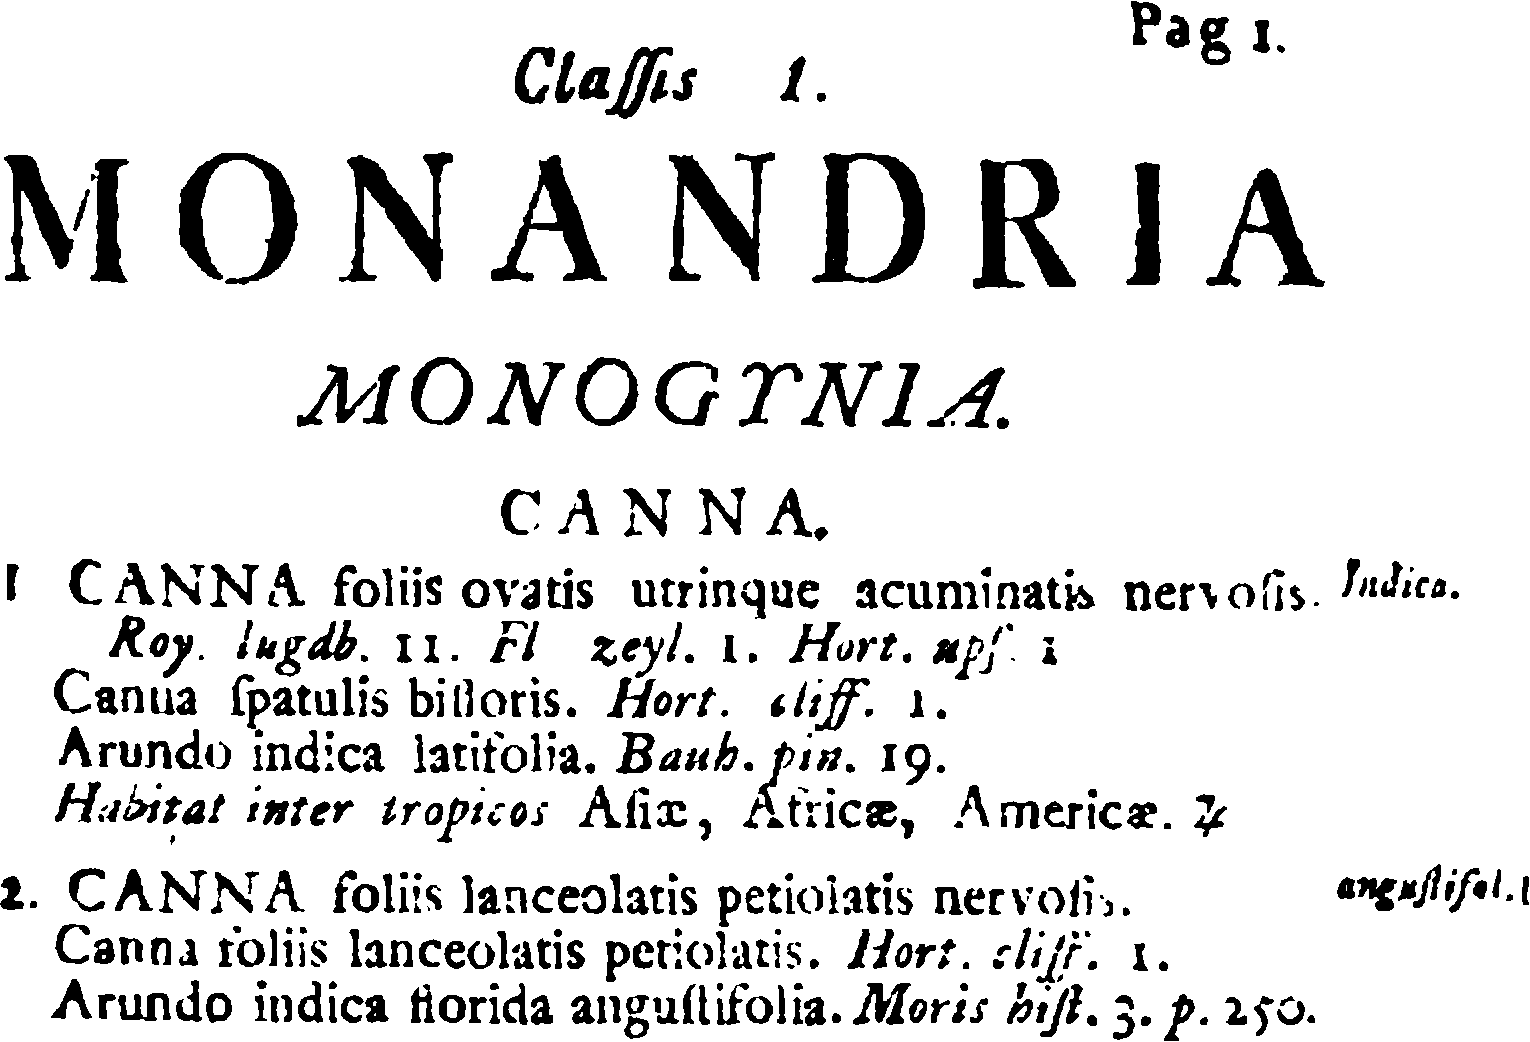 Pag 1.
Claſſis 1.
MONANDRIA
MONOGYNIA.
CANNA.
1 CANNA foliis ovatis utrinque acuminatis nervoſis. Indica.
Roy. lugdb. 11. Fl zeyl. 1. Hort. upſ. 1
Canna ſpatulis bifloris. Hort. cliff. 1.
Arundo indica latifolia. Bauh. pin. 19.
Habitat inter tropicos Aſiæ, Africæ, Americæ. ♃
2. CANNA foliis lanceolatis petiolatis nervoſis. anguſtifol.
Canna foliis lanceolatis petiolatis. Hort. cliff. 1.
Arundo indica florida anguſtifolia. Moris hiſt. 3. p. 250.